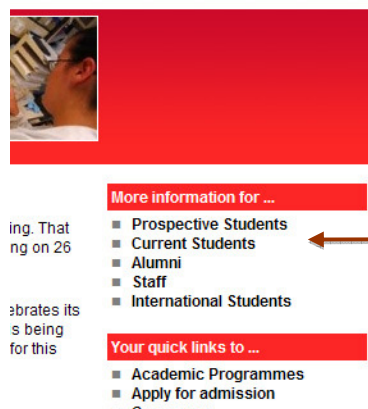 More information for ...
Prospective Students
Current Students
Alumni
Staff
International Students
ing. That
ng on 26
ebrates its
s being
for this
Your quick links to ...
Academic Programmes
Apply for admission